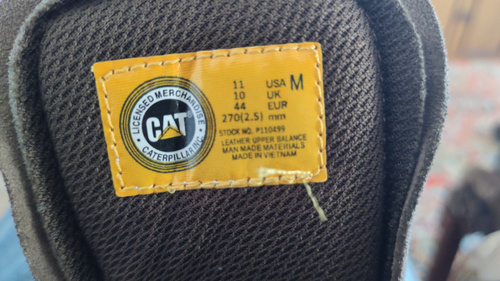 LICENSED MERCHANDISE
CAT
CATERPILLAR INC.
11 USA M
10 UK
44 EUR
270(2.5) mm
STOCK NO. P110499
LEATHER UPPER BALANCE
MAN MADE MATERIALS
MADE IN VIETNAM